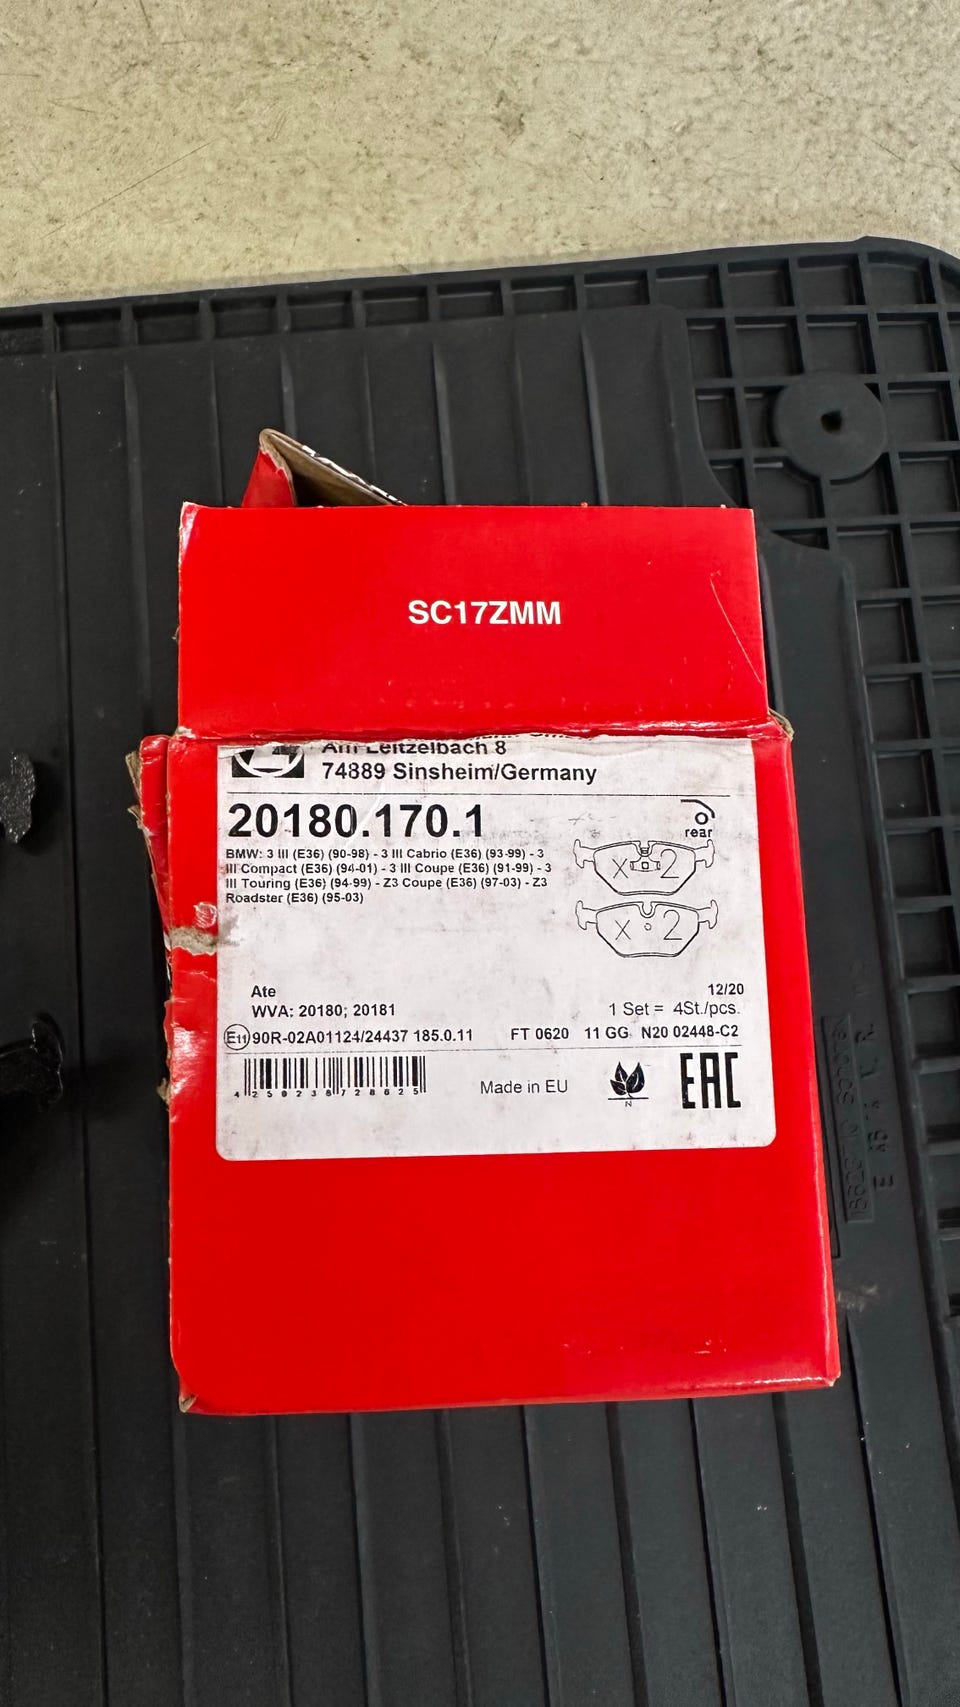 SC17ZMM
Am Leitzelbach 8
74889 Sinsheim/Germany
20180.170.1
rear
BMW: 3 III (E36) (90-98) - 3 III Cabrio (E36) (93-99) - 3
III Compact (E36) (94-01) - 3 III Coupe (E36) (91-99) - 3
III Touring (E36) (94-99) - Z3 Coupe (E36) (97-03) - Z3
Roadster (E36) (95-03)
x 2
x 2
Ate
12/20
WVA: 20180; 20181
1 Set = 4St./pcs.
E11 90R-02A01124/24437 185.0.11 FT 0620 11 GG N20 02448-C2
4 259238 728625
Made in EU
N
EAC